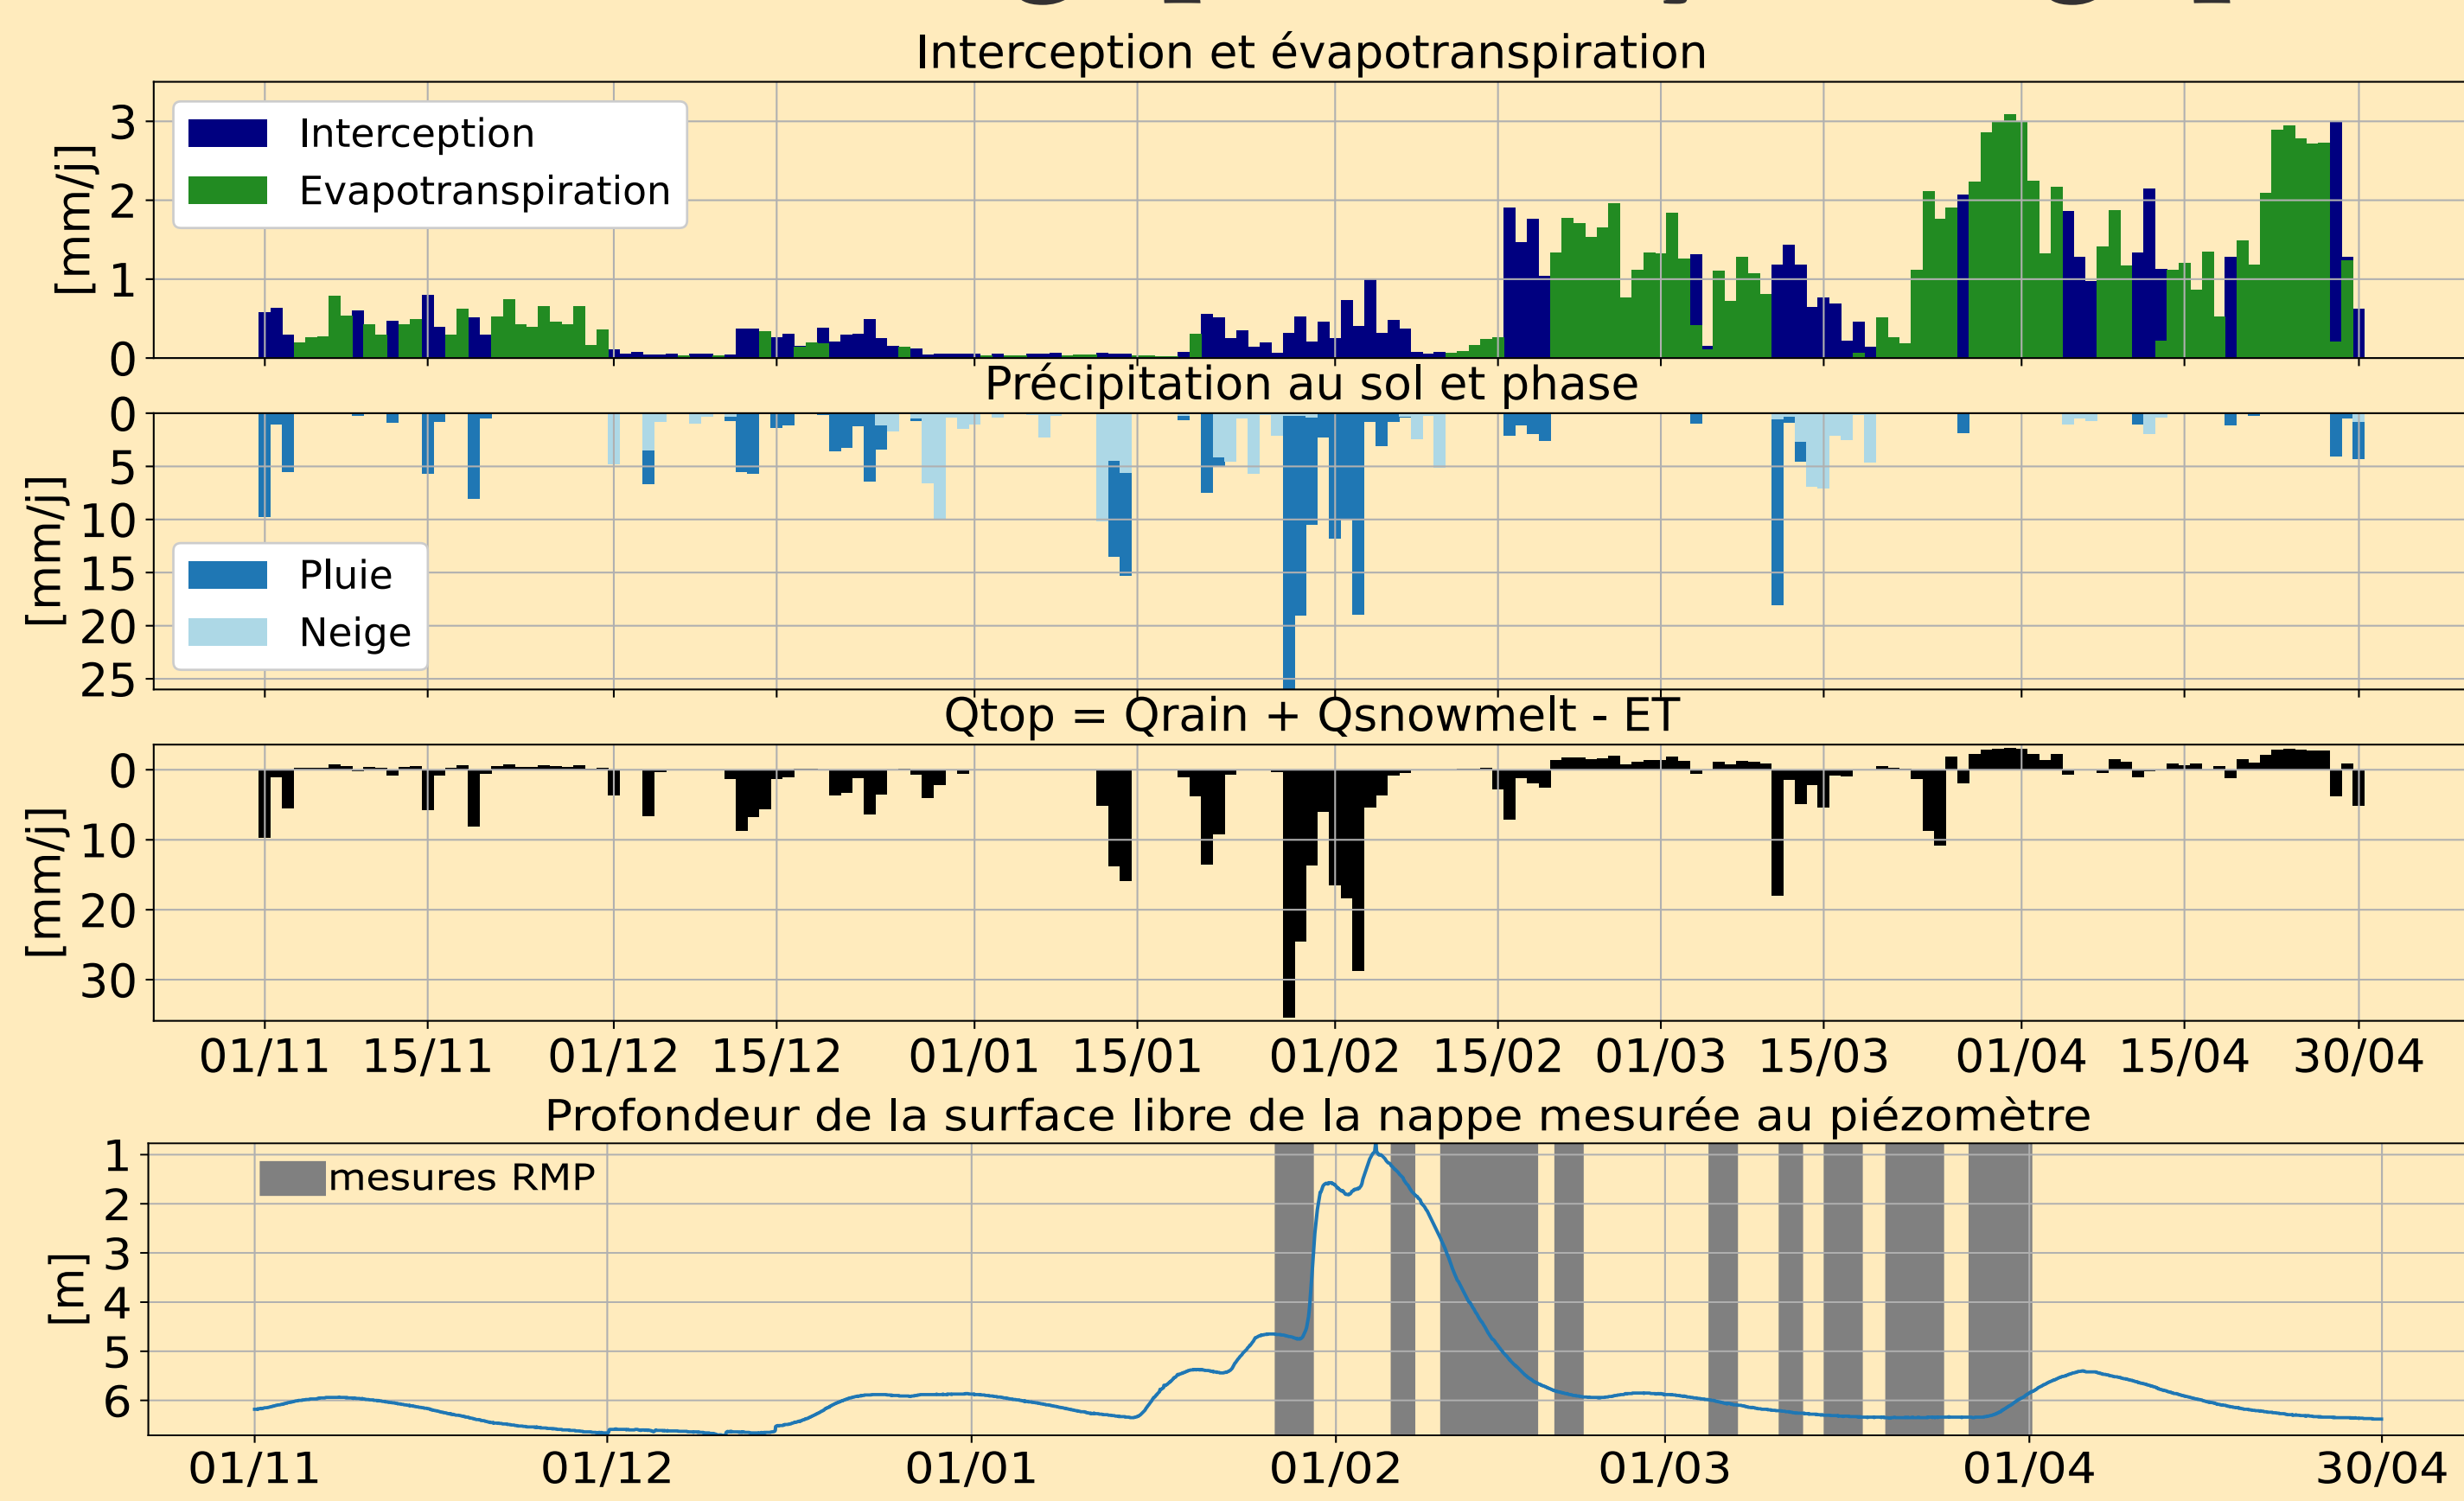 Interception et évapotranspiration
[mm/j]
3
2
1
0
Interception
Evapotranspiration
Précipitation au sol et phase
[mm/j]
0
5
10
15
20
25
Pluie
Neige
Qtop = Qrain + Qsnowmelt - ET
[mm/j]
0
10
20
30
01/11 15/11 01/12 15/12 01/01 15/01 01/02 15/02 01/03 15/03 01/04 15/04 30/04
Profondeur de la surface libre de la nappe mesurée au piézomètre
[m]
1
2
3
4
5
6
mesures RMP
01/11 01/12 01/01 01/02 01/03 01/04 30/04